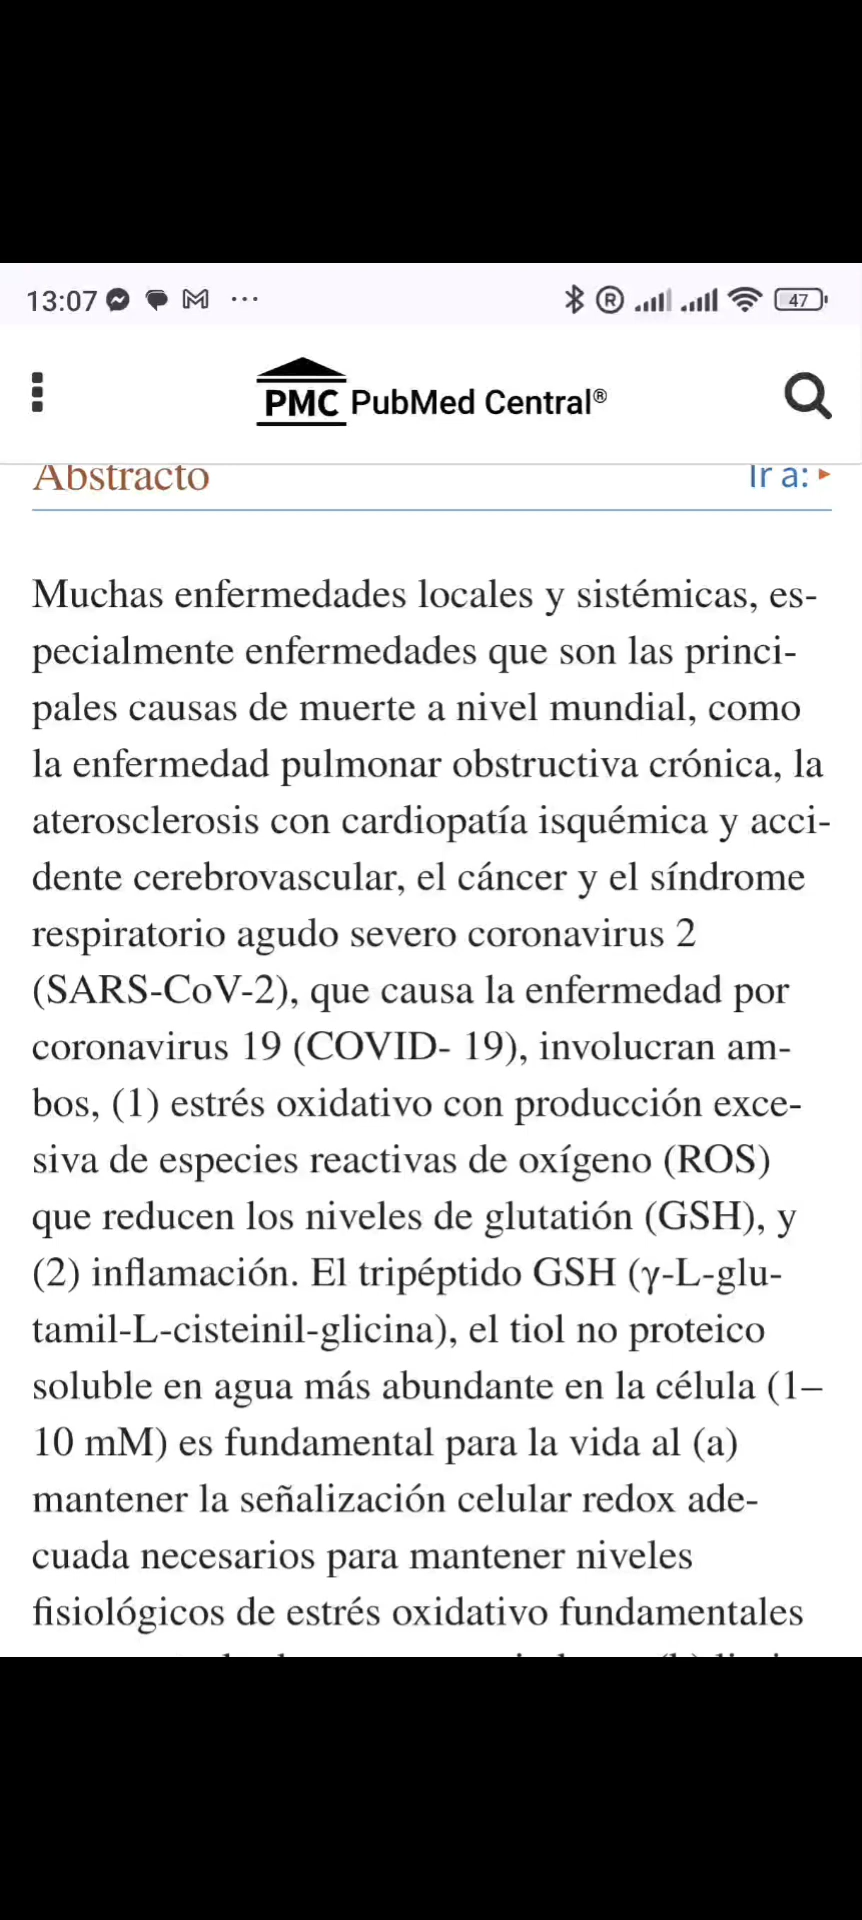 13:07 ... 47
PMC PubMed Central®
Abstracto Ir a:
Muchas enfermedades locales y sistémicas, es-
pecialmente enfermedades que son las princi-
pales causas de muerte a nivel mundial, como
la enfermedad pulmonar obstructiva crónica, la
aterosclerosis con cardiopatía isquémica y acci-
dente cerebrovascular, el cáncer y el síndrome
respiratorio agudo severo coronavirus 2
(SARS-CoV-2), que causa la enfermedad por
coronavirus 19 (COVID- 19), involucran am-
bos, (1) estrés oxidativo con producción exce-
siva de especies reactivas de oxígeno (ROS)
que reducen los niveles de glutatión (GSH), y
(2) inflamación. El tripéptido GSH (γ-L-glu-
tamil-L-cisteinil-glicina), el tiol no proteico
soluble en agua más abundante en la célula (1–
10 mM) es fundamental para la vida al (a)
mantener la señalización celular redox ade-
cuada necesarios para mantener niveles
fisiológicos de estrés oxidativo fundamentales